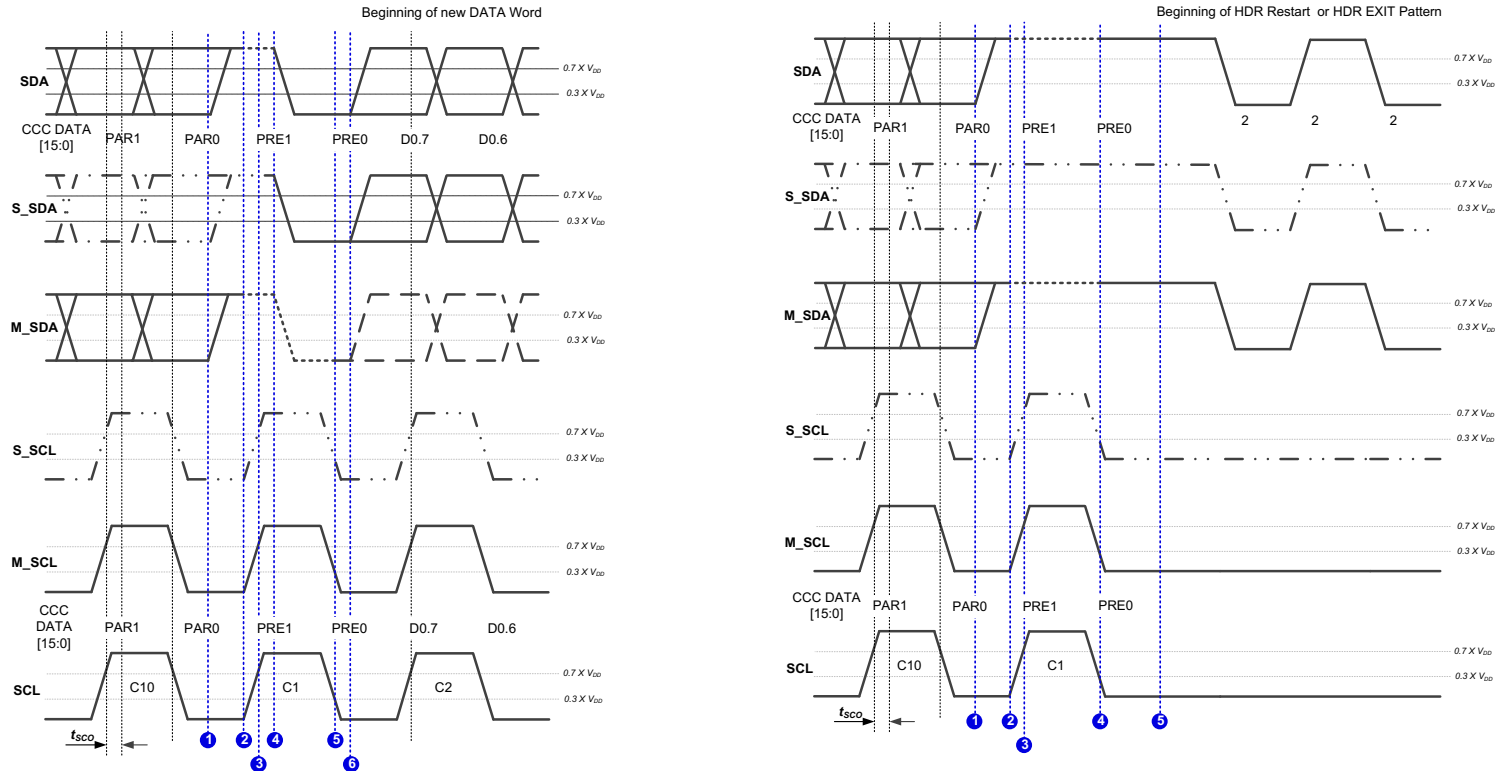 Beginning of new DATA Word
SDA
0.7 X VDD
0.3 X VDD
CCC DATA
[15:0]
PAR1 PAR0 PRE1 PRE0 D0.7 D0.6
S_SDA
0.7 X VDD
0.3 X VDD
M_SDA
0.7 X VDD
0.3 X VDD
S_SCL
0.7 X VDD
0.3 X VDD
M_SCL
0.7 X VDD
0.3 X VDD
CCC
DATA
[15:0]
PAR1 PAR0 PRE1 PRE0 D0.7 D0.6
SCL
C10 C1 C2
0.7 X VDD
0.3 X VDD
tSCO
1 2 3 4 5 6
Beginning of HDR Restart or HDR EXIT Pattern
SDA
0.7 X VDD
0.3 X VDD
CCC DATA
[15:0]
PAR1 PAR0 PRE1 PRE0 2 2 2
S_SDA
0.7 X VDD
0.3 X VDD
M_SDA
0.7 X VDD
0.3 X VDD
S_SCL
0.7 X VDD
0.3 X VDD
M_SCL
0.7 X VDD
0.3 X VDD
CCC DATA
[15:0]
PAR1 PAR0 PRE1 PRE0
SCL
C10 C1
0.7 X VDD
0.3 X VDD
tSCO
1 2 3 4 5